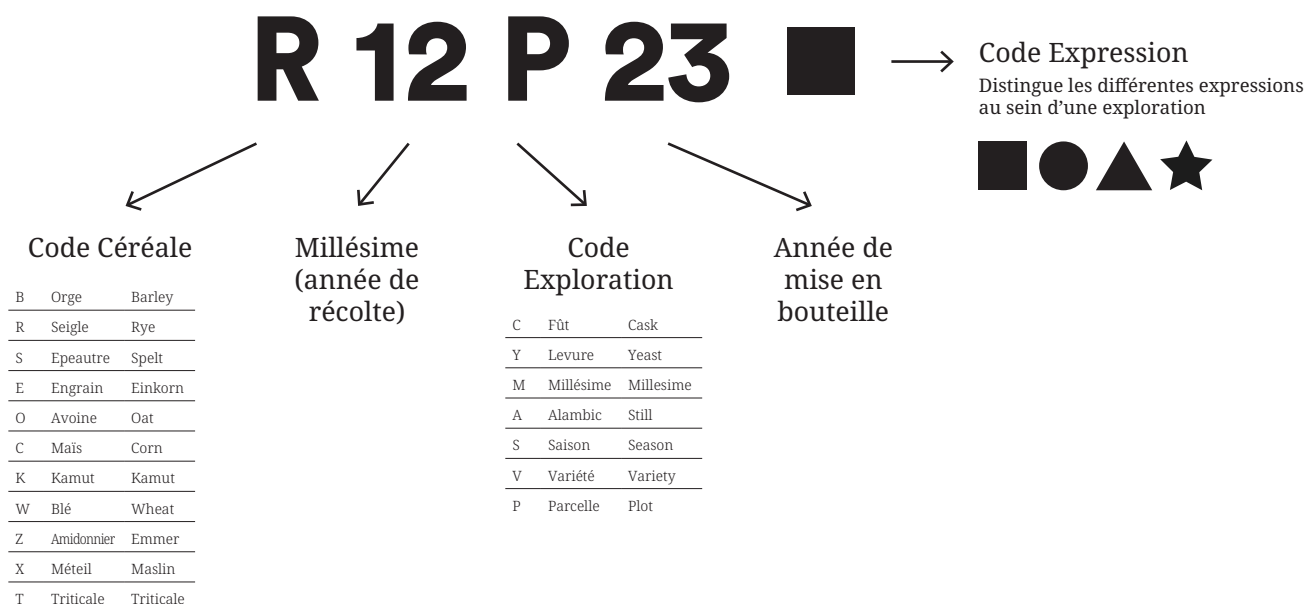 R 12 P 23
Code Expression
Distingue les différentes expressions
au sein d’une exploration
Code Céréale
B Orge Barley
R Seigle Rye
S Epeautre Spelt
E Engrain Einkorn
O Avoine Oat
C Maïs Corn
K Kamut Kamut
W Blé Wheat
Z Amidonnier Emmer
X Méteil Maslin
T Triticale Triticale
Millésime
(année de
récolte)
Code
Exploration
C Fût Cask
Y Levure Yeast
M Millésime Millesime
A Alambic Still
S Saison Season
V Variété Variety
P Parcelle Plot
Année de
mise en
bouteille